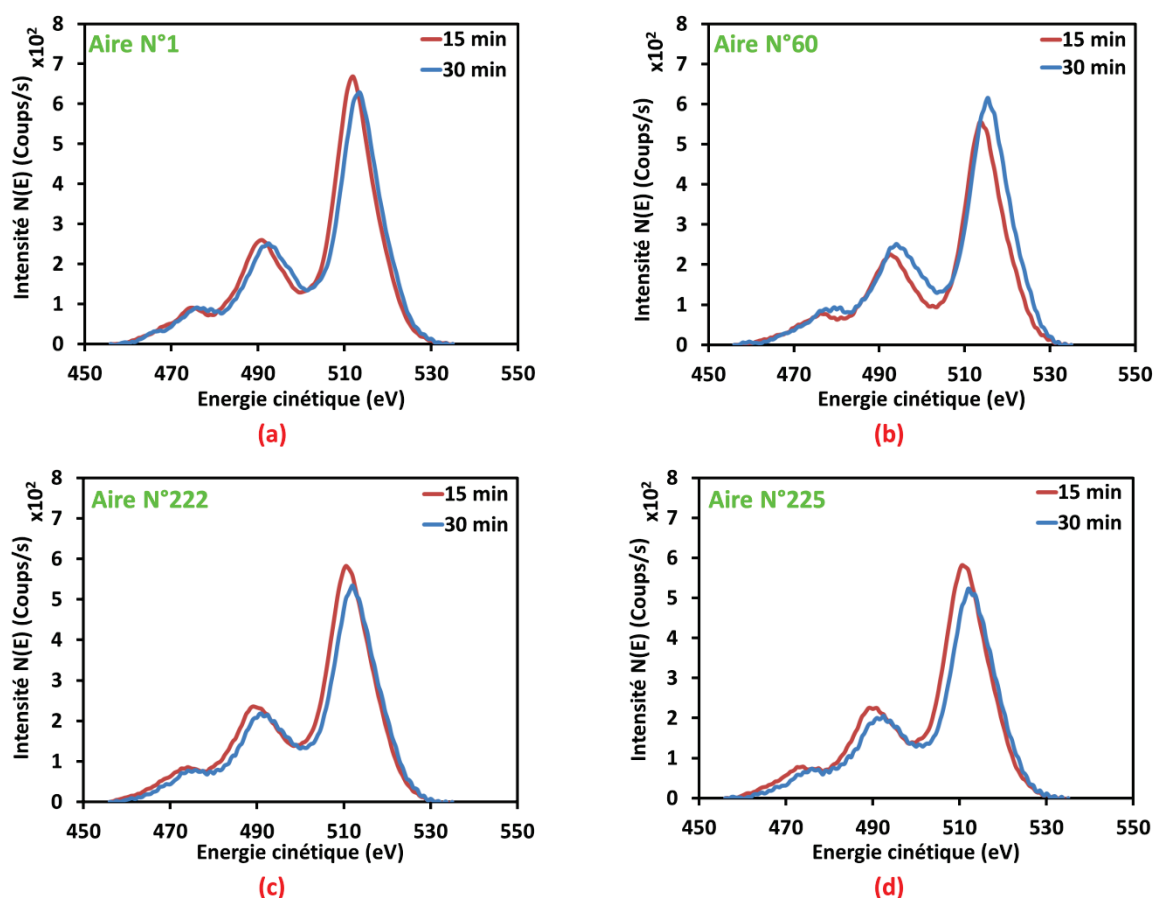 Aire N°1
x10²
15 min
30 min
Intensité N(E) (Coups/s)
8
7
6
5
4
3
2
1
0
450 470 490 510 530 550
Energie cinétique (eV)
(a)
Aire N°60
x10²
15 min
30 min
Intensité N(E) (Coups/s)
8
7
6
5
4
3
2
1
0
450 470 490 510 530 550
Energie cinétique (eV)
(b)
Aire N°222
x10²
15 min
30 min
Intensité N(E) (Coups/s)
8
7
6
5
4
3
2
1
0
450 470 490 510 530 550
Energie cinétique (eV)
(c)
Aire N°225
x10²
15 min
30 min
Intensité N(E) (Coups/s)
8
7
6
5
4
3
2
1
0
450 470 490 510 530 550
Energie cinétique (eV)
(d)